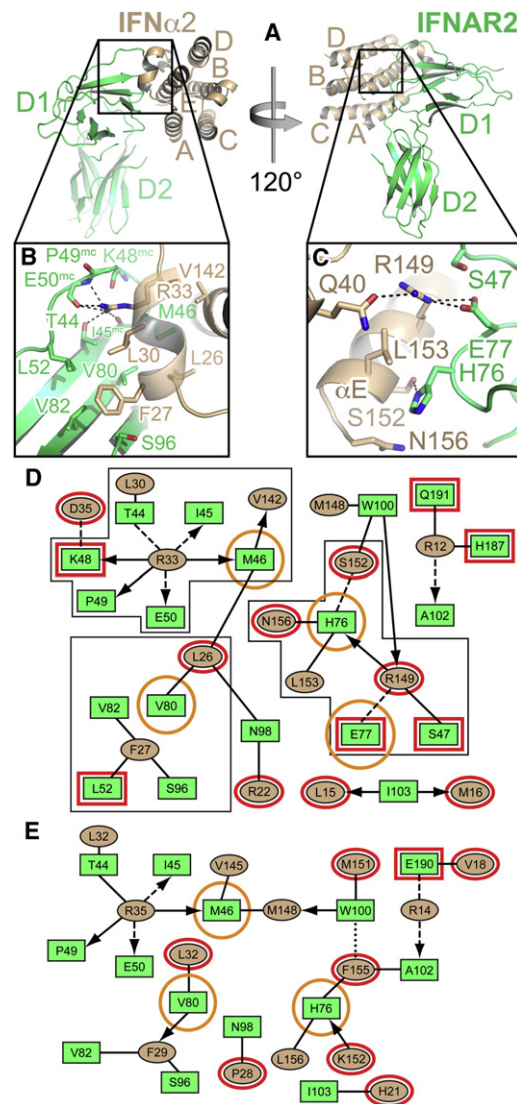 IFNα2
A
IFNAR2
D
B
D1
A
C
D2
120°
D
B
C
A
D1
D2
B
P49mc
K48mc
E50mc
V142
R33
T44
I45mc
M46
L30
L52
V80
L26
V82
F27
S96
C
R149
S47
Q40
L153
E77
H76
αE
S152
N156
D
L30
D35
T44
I45
V142
K48
R33
M46
P49
E50
L26
V82
V80
F27
N98
L52
S96
R22
M148
W100
Q191
S152
R12
H187
N156
H76
A102
L153
R149
E77
S47
L15
I103
M16
E
L32
T44
I45
V145
R35
M46
M148
P49
E50
L32
V80
V82
F29
N98
S96
P28
M151
E190
V18
W100
R14
F155
A102
H76
L156
K152
I103
H21